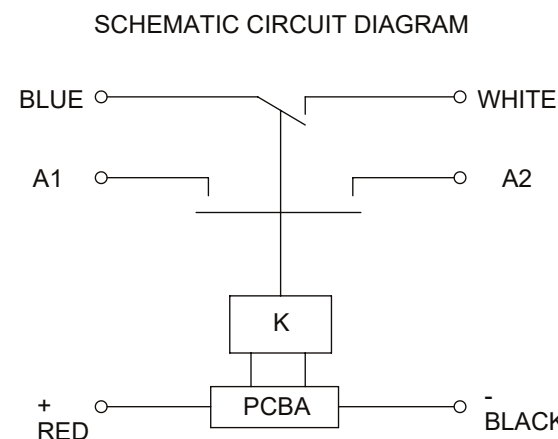 SCHEMATIC CIRCUIT DIAGRAM
BLUE
WHITE
A1
A2
K
PCBA
+
RED
-
BLACK